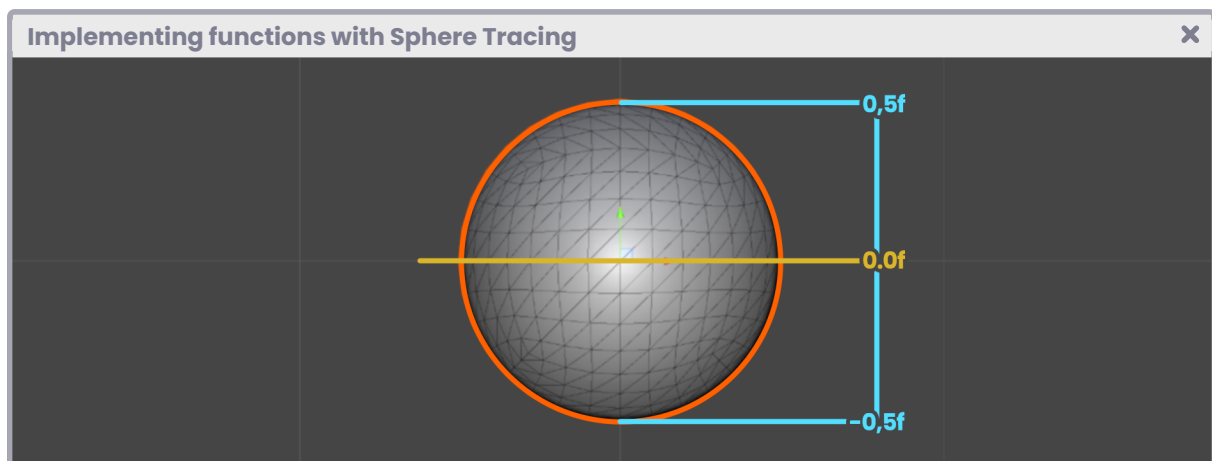 Implementing functions with Sphere Tracing
0,5f
0.0f
-0,5f